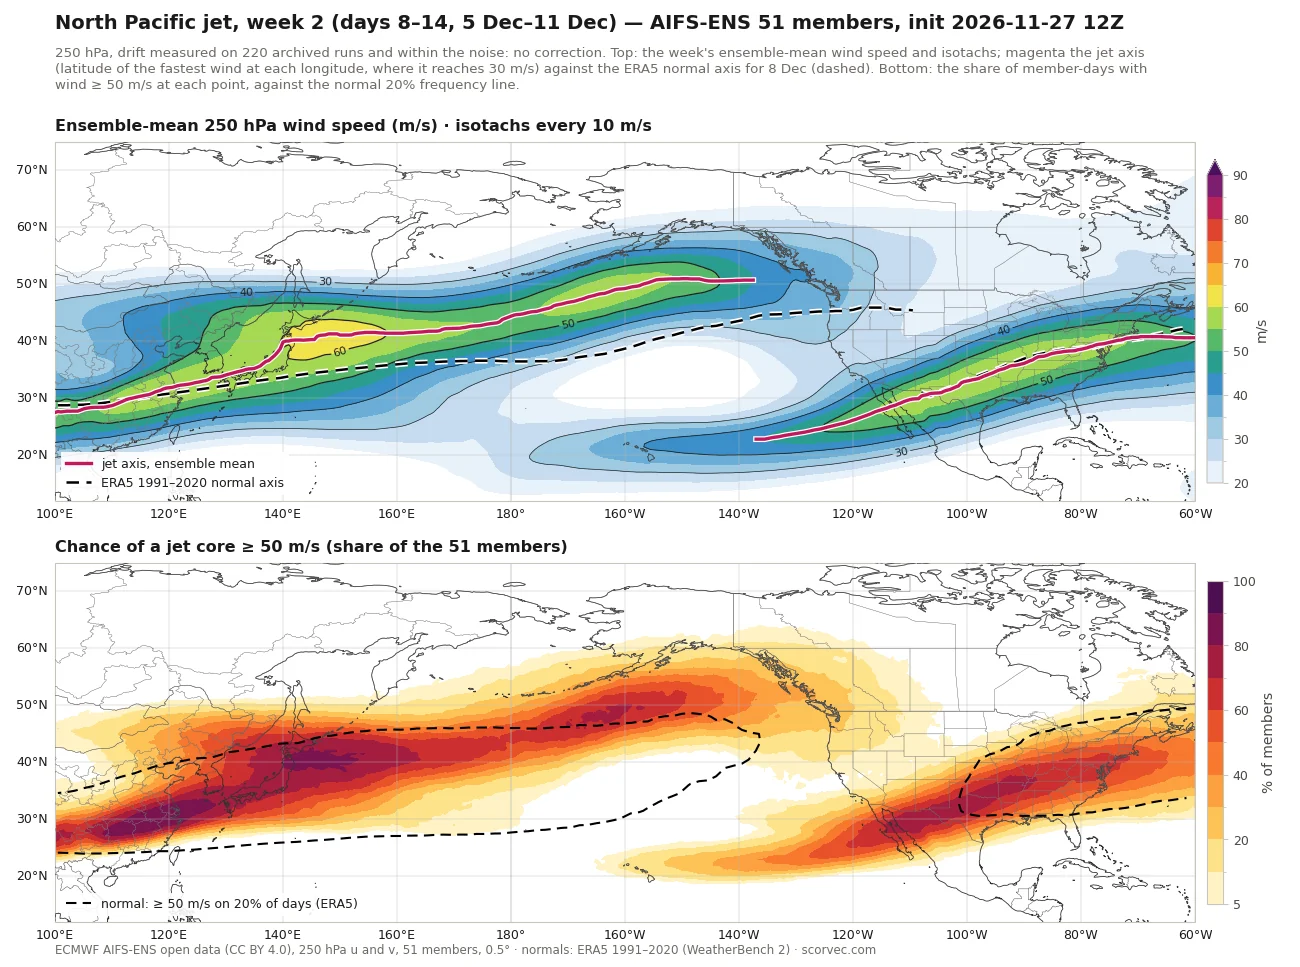 North Pacific jet, week 2 (days 8–14, 5 Dec–11 Dec) — AIFS-ENS 51 members, init 2026-11-27 12Z
250 hPa, drift measured on 220 archived runs and within the noise: no correction. Top: the week's ensemble-mean wind speed and isotachs; magenta the jet axis
(latitude of the fastest wind at each longitude, where it reaches 30 m/s) against the ERA5 normal axis for 8 Dec (dashed). Bottom: the share of member-days with
wind ≥ 50 m/s at each point, against the normal 20% frequency line.
Ensemble-mean 250 hPa wind speed (m/s) · isotachs every 10 m/s
70°N
60°N
50°N
40°N
30°N
20°N
30
40
50
60
40
50
30
jet axis, ensemble mean
ERA5 1991–2020 normal axis
100°E 120°E 140°E 160°E 180° 160°W 140°W 120°W 100°W 80°W 60°W
90
80
70
60
50
40
30
20
m/s
Chance of a jet core ≥ 50 m/s (share of the 51 members)
70°N
60°N
50°N
40°N
30°N
20°N
normal: ≥ 50 m/s on 20% of days (ERA5)
100°E 120°E 140°E 160°E 180° 160°W 140°W 120°W 100°W 80°W 60°W
100
80
60
40
20
5
% of members
ECMWF AIFS-ENS open data (CC BY 4.0), 250 hPa u and v, 51 members, 0.5° · normals: ERA5 1991–2020 (WeatherBench 2) · scorvec.com